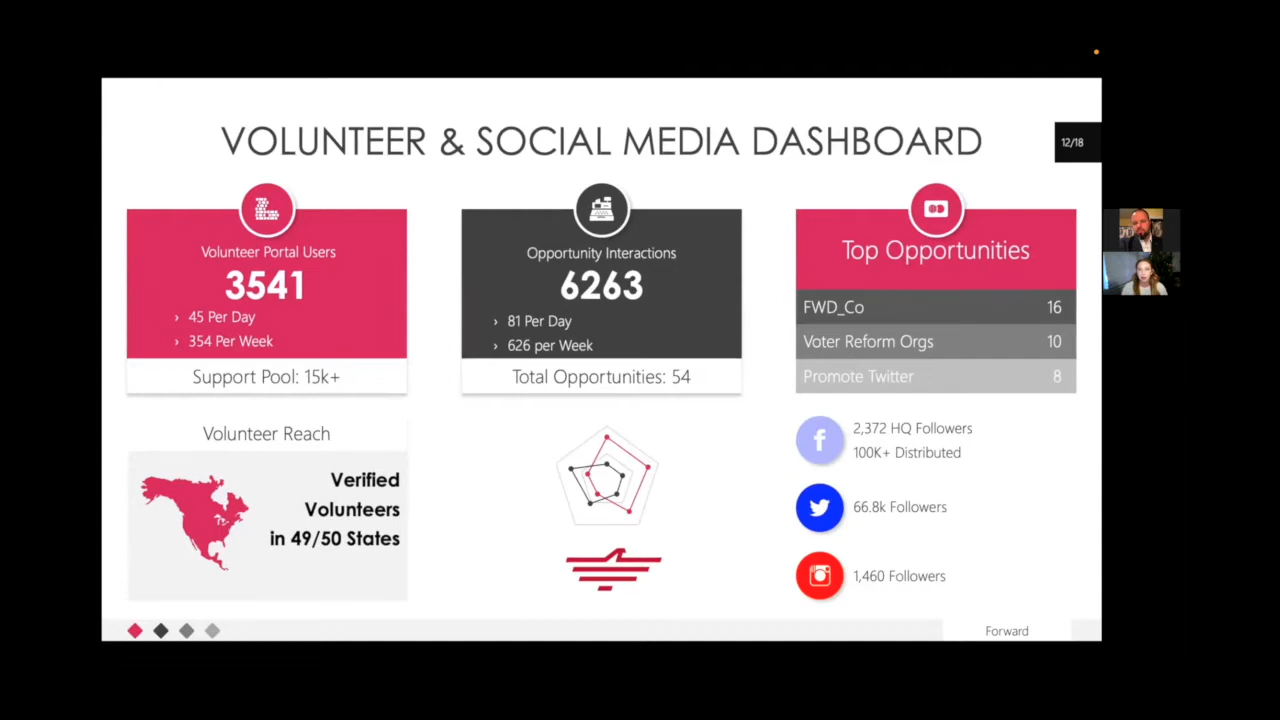 VOLUNTEER & SOCIAL MEDIA DASHBOARD
12/18
Volunteer Portal Users
3541
› 45 Per Day
› 354 Per Week
Support Pool: 15k+
Opportunity Interactions
6263
› 81 Per Day
› 626 per Week
Total Opportunities: 54
Top Opportunities
FWD_Co 16
Voter Reform Orgs 10
Promote Twitter 8
Volunteer Reach
Verified
Volunteers
in 49/50 States
2,372 HQ Followers
100K+ Distributed
66.8k Followers
1,460 Followers
Forward